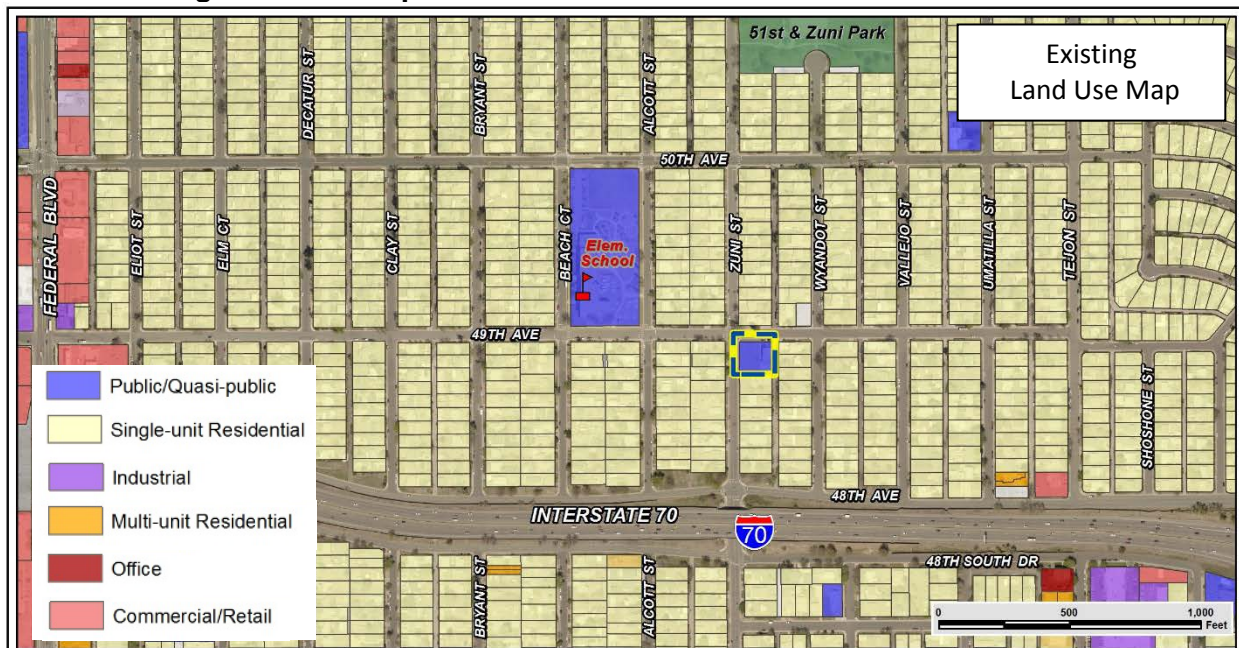 51st & Zuni Park
Existing
Land Use Map
DECATUR ST
BRYANT ST
ALCOTT ST
50TH AVE
FEDERAL BLVD
ELIOT ST
ELM CT
CLAY ST
BEACH CT
Elem.
School
ZUNI ST
WYANDOT ST
VALLEJO ST
UMATILLA ST
TEJON ST
49TH AVE
SHOSHONE ST
Public/Quasi-public
Single-unit Residential
Industrial
Multi-unit Residential
Office
Commercial/Retail
48TH AVE
INTERSTATE 70
70
48TH SOUTH DR
BRYANT ST
ALCOTT ST
0 500 1,000
Feet